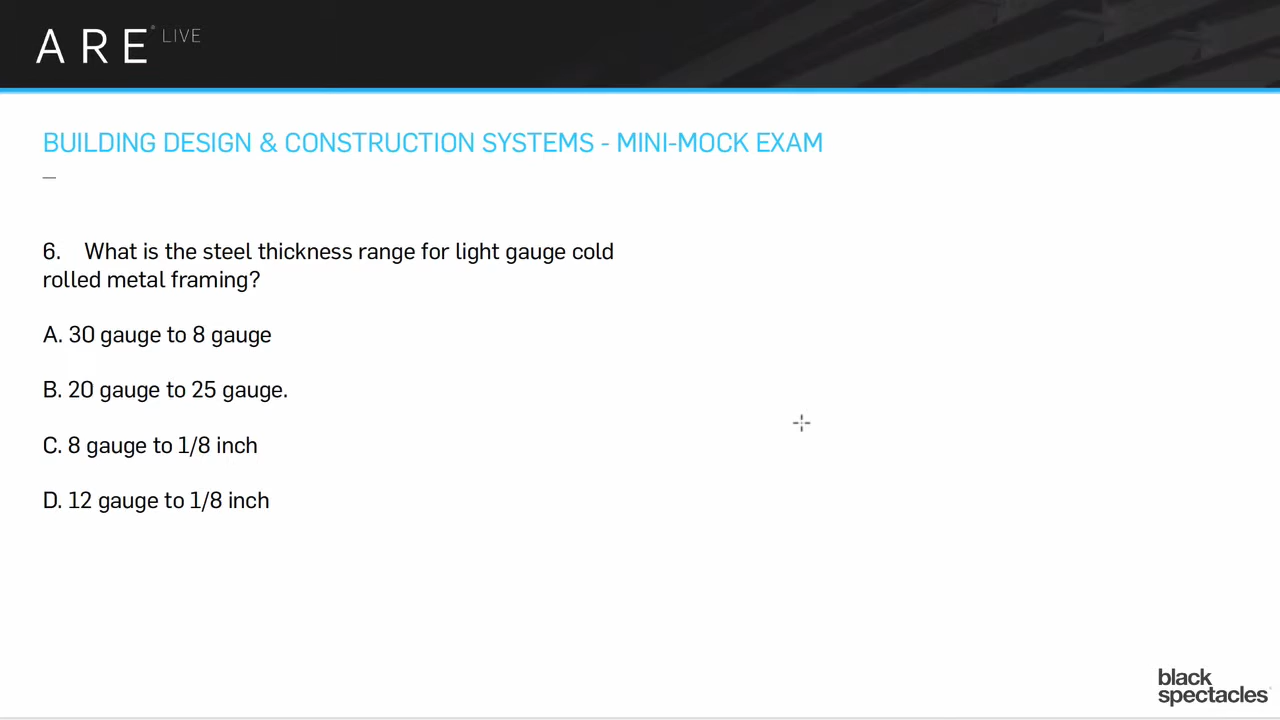 ARE® LIVE
BUILDING DESIGN & CONSTRUCTION SYSTEMS - MINI-MOCK EXAM
—
6. What is the steel thickness range for light gauge cold
rolled metal framing?
A. 30 gauge to 8 gauge
B. 20 gauge to 25 gauge.
C. 8 gauge to 1/8 inch
D. 12 gauge to 1/8 inch
black
spectacles